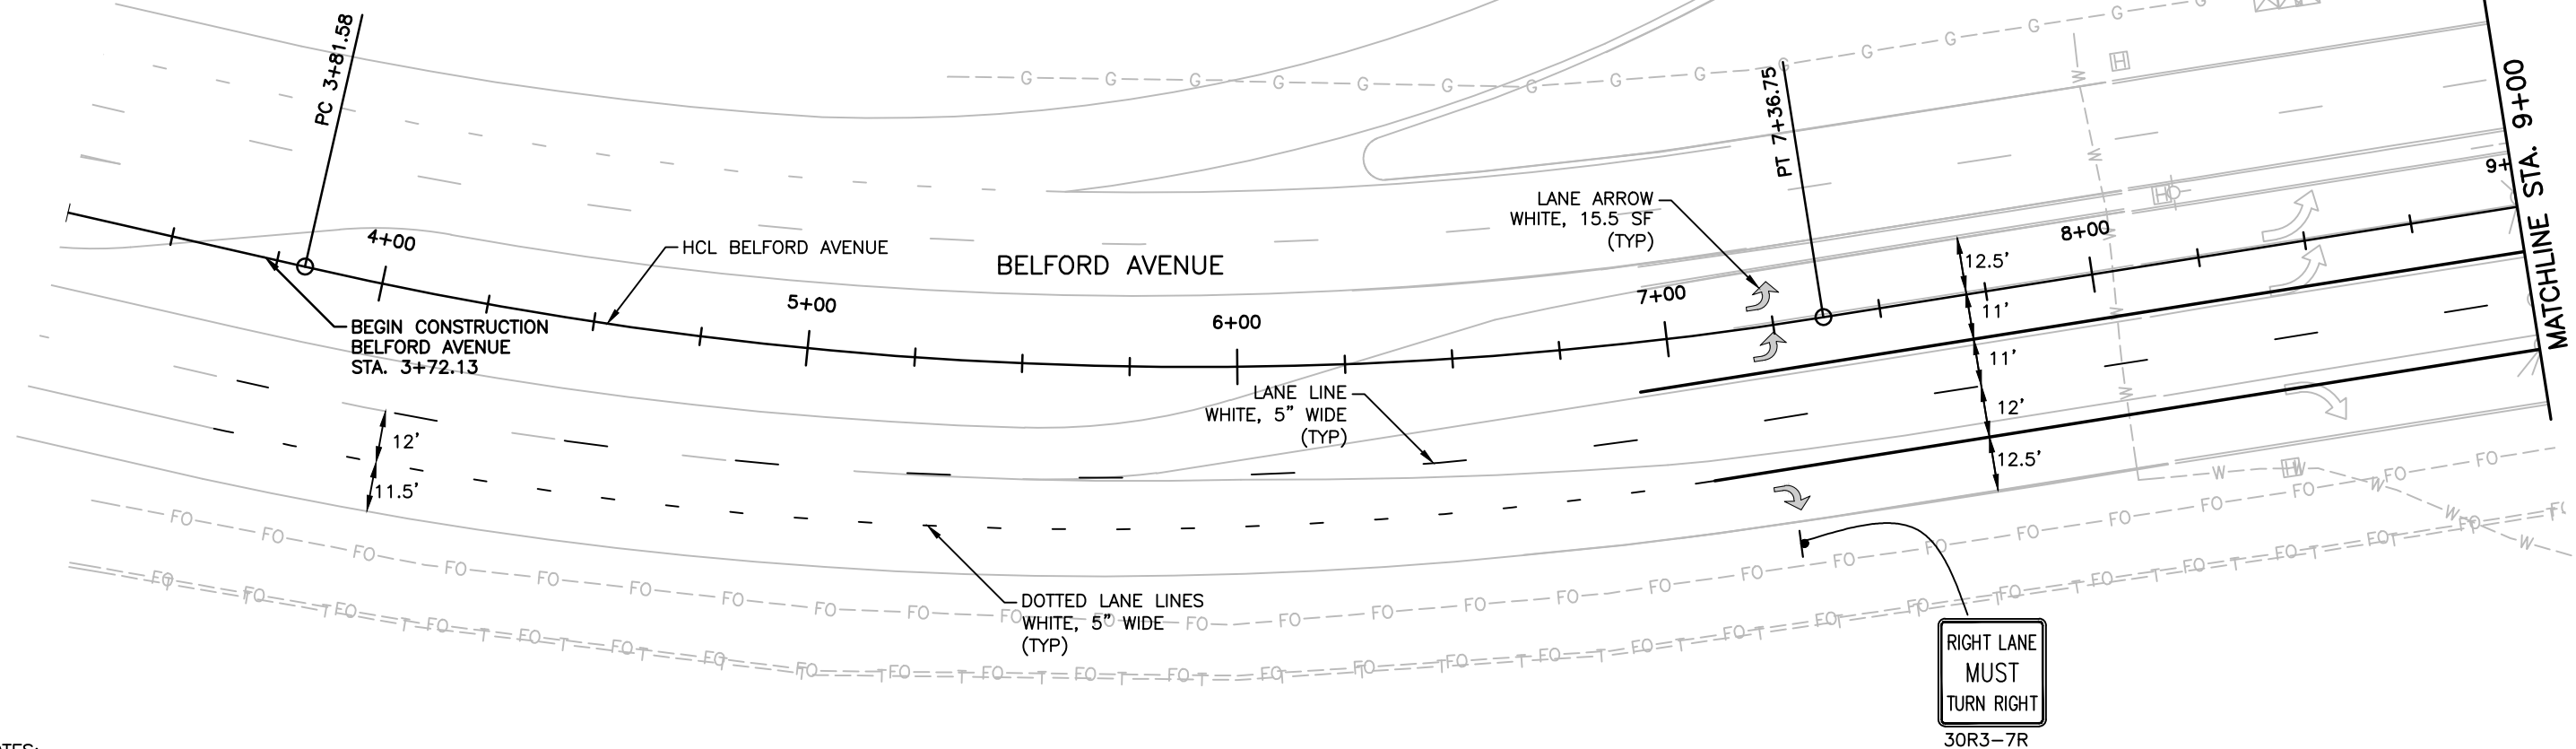 PC 3+81.58
4+00
HCL BELFORD AVENUE
BELFORD AVENUE
5+00
6+00
7+00
8+00
9+
BEGIN CONSTRUCTION
BELFORD AVENUE
STA. 3+72.13
LANE ARROW
WHITE, 15.5 SF
(TYP)
PT 7+36.75
MATCHLINE STA. 9+00
LANE LINE
WHITE, 5" WIDE
(TYP)
12'
11.5'
12.5'
11'
11'
12'
12.5'
DOTTED LANE LINES
WHITE, 5" WIDE
(TYP)
RIGHT LANE
MUST
TURN RIGHT
30R3-7R